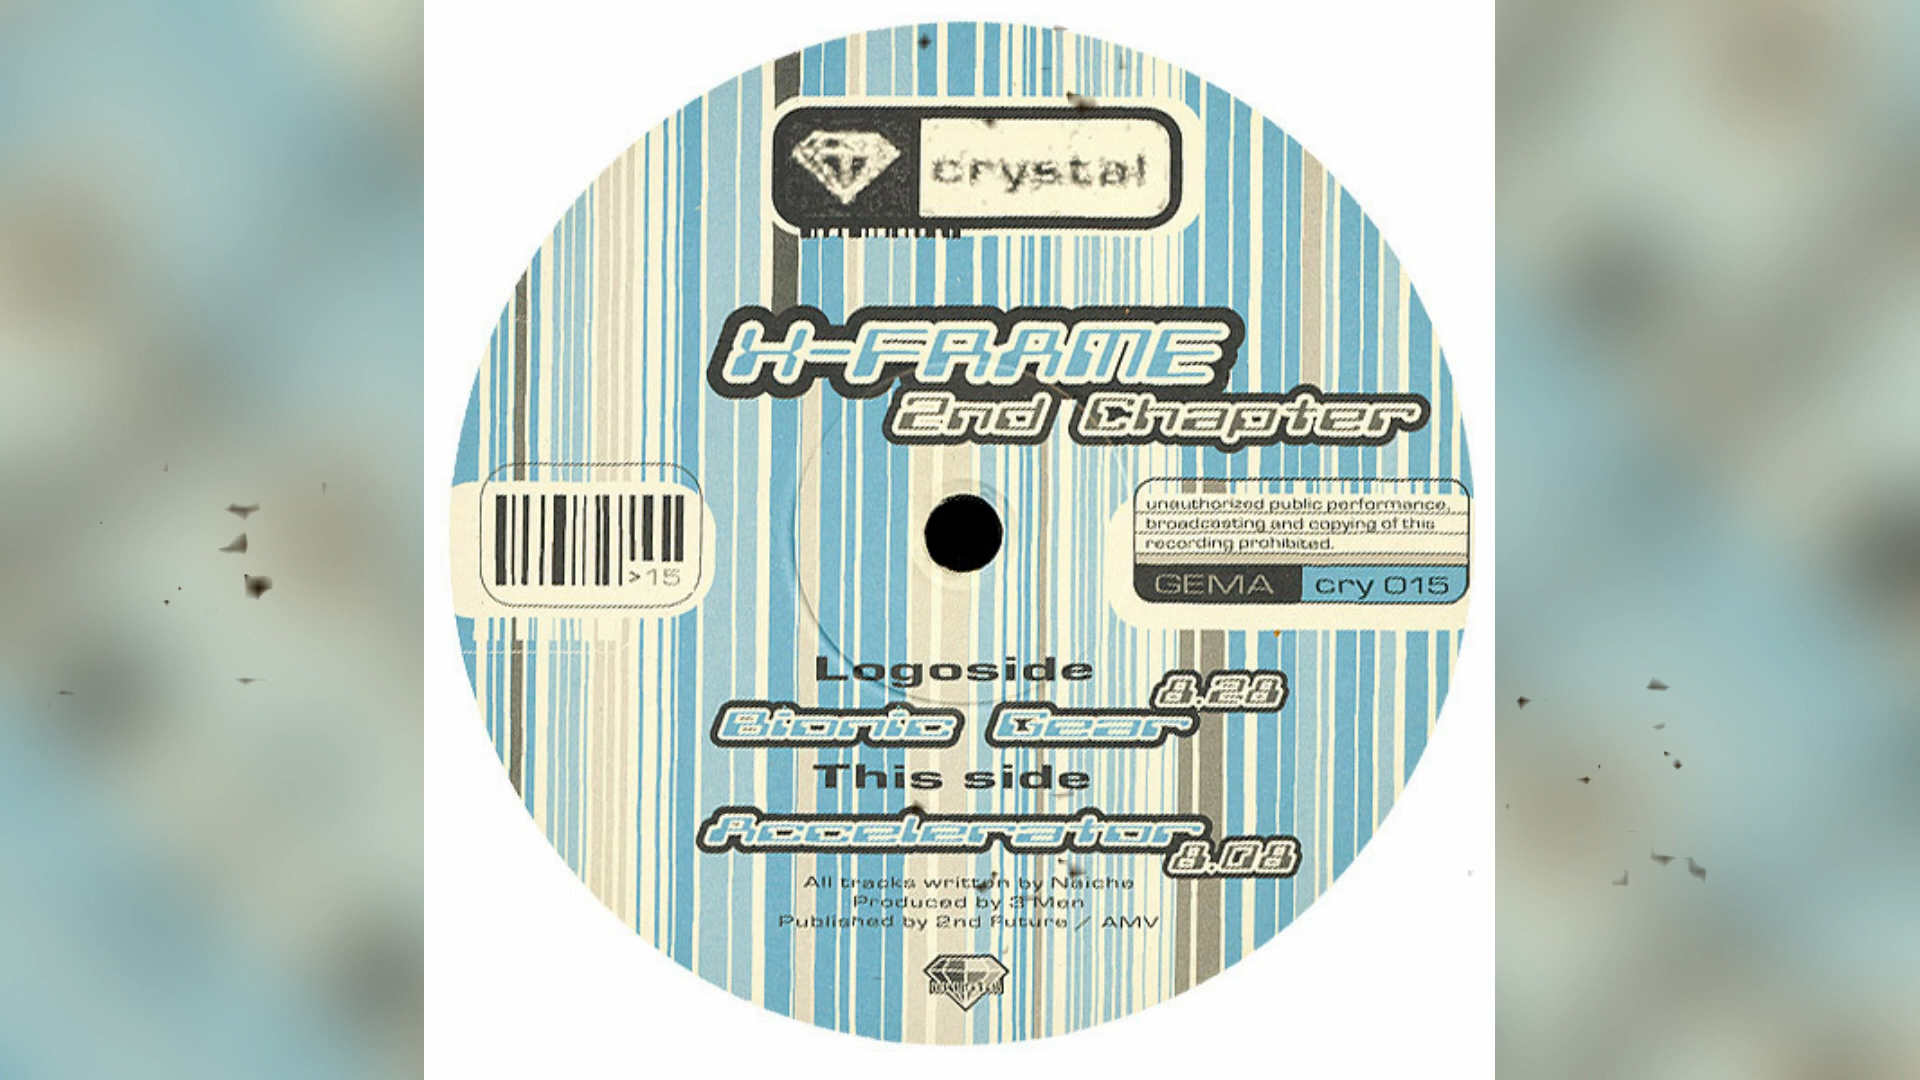 crystal
X-FRAME
2nd Chapter
>15
unauthorized public performance,
broadcasting and copying of this
recording prohibited.
GEMA cry 015
Logoside
8.28
Bionic Gear
This side
Accelerator
8.08
All tracks written by Naiche
Produced by 3 Men
Published by 2nd Future / AMV